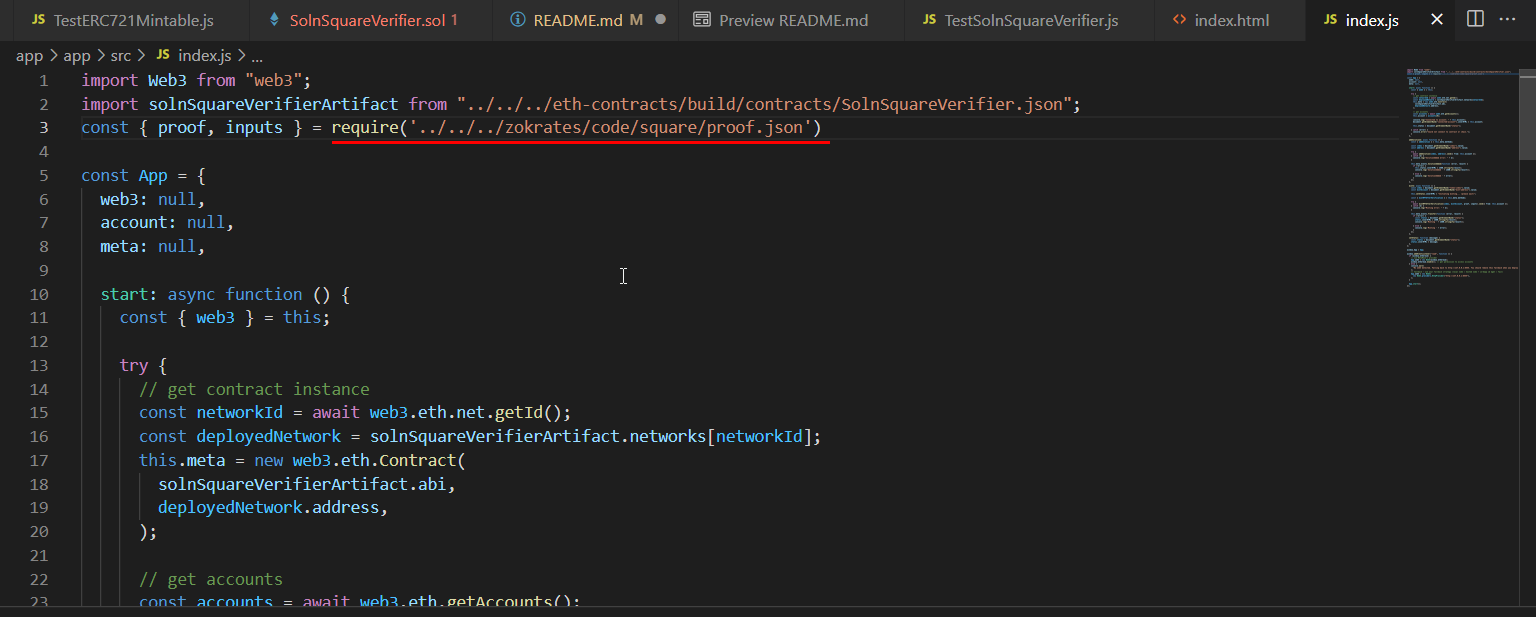 JS TestERC721Mintable.js SolnSquareVerifier.sol 1 README.md M Preview README.md JS TestSolnSquareVerifier.js <> index.html JS index.js
app > app > src > JS index.js > ...
1 import Web3 from "web3";
2 import solnSquareVerifierArtifact from "../../../eth-contracts/build/contracts/SolnSquareVerifier.json";
3 const { proof, inputs } = require('../../../zokrates/code/square/proof.json')
4
5 const App = {
6 web3: null,
7 account: null,
8 meta: null,
9
10 start: async function () {
11 const { web3 } = this;
12
13 try {
14 // get contract instance
15 const networkId = await web3.eth.net.getId();
16 const deployedNetwork = solnSquareVerifierArtifact.networks[networkId];
17 this.meta = new web3.eth.Contract(
18 solnSquareVerifierArtifact.abi,
19 deployedNetwork.address,
20 );
21
22 // get accounts
23 const accounts = await web3.eth.getAccounts();